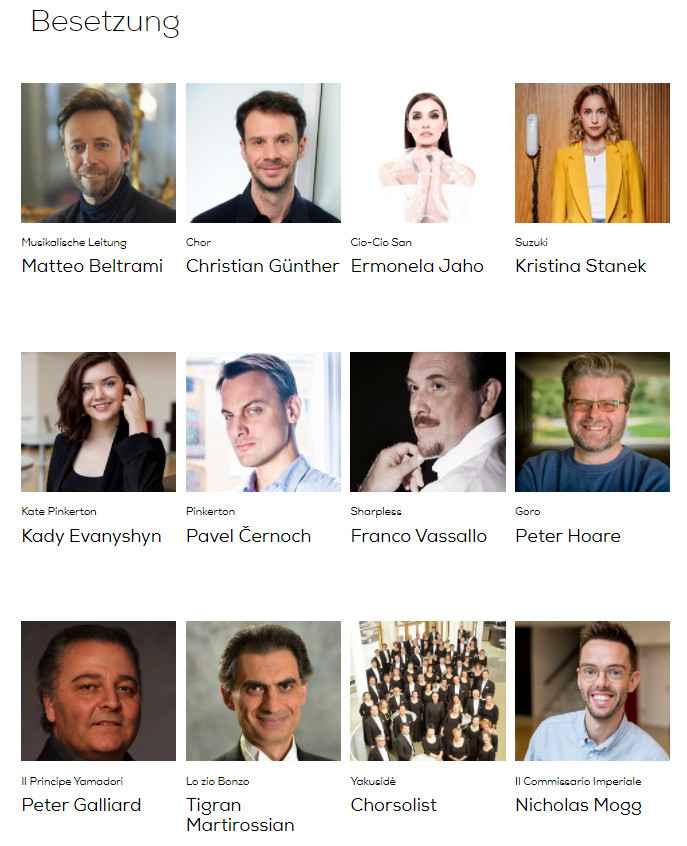 Besetzung
Musikalische Leitung
Matteo Beltrami
Chor
Christian Günther
Cio-Cio San
Ermonela Jaho
Suzuki
Kristina Stanek
Kate Pinkerton
Kady Evanyshyn
Pinkerton
Pavel Černoch
Sharpless
Franco Vassallo
Goro
Peter Hoare
Il Principe Yamadori
Peter Galliard
Lo zio Bonzo
Tigran
Martirossian
Yakusidè
Chorsolist
Il Commissario Imperiale
Nicholas Mogg